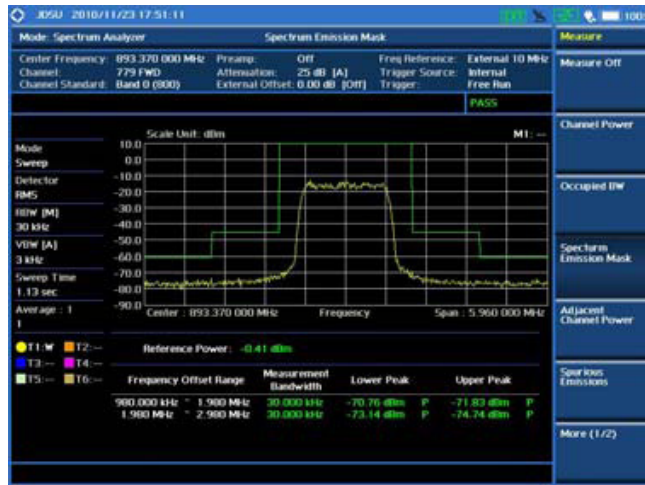 JDSU 2010/11/23 17:51:11
100
Mode: Spectrum Analyzer Spectrum Emission Mask Measure
Center Frequency: 893.370 000 MHz Preamp: Off Freq Reference: External 10 MHz
Channel: 779 FWD Attenuation: 25 dB [A] Trigger Source: Internal
Channel Standard: Band 0 (800) External Offset: 0.00 dB [Off] Trigger: Free Run
PASS
Measure Off
Channel Power
Occupied BW
Specturm
Emission Mask
Adjacent
Channel Power
Spurious
Emissions
More (1/2)
Scale Unit: dBm M1: --
Mode
Sweep
Detector
RMS
RBW [M]
30 kHz
VBW [A]
3 kHz
Sweep Time
1.13 sec
Average : 1
1
10.0
0.0
-10.0
-20.0
-30.0
-40.0
-50.0
-60.0
-70.0
-80.0
-90.0
Center : 893.370 000 MHz Frequency Span : 5.960 000 MHz
T1:W T2:--
T3:-- T4:--
T5:-- T6:--
Reference Power: -0.41 dBm
Frequency Offset Range Measurement Bandwidth Lower Peak Upper Peak
980.000 kHz ~ 1.980 MHz 30.000 kHz -70.76 dBm P -71.83 dBm P
1.980 MHz ~ 2.980 MHz 30.000 kHz -73.14 dBm P -74.74 dBm P